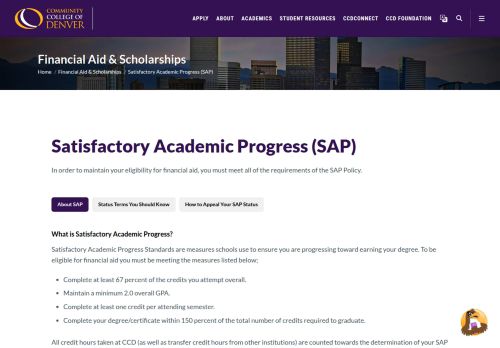 COMMUNITY
COLLEGE OF
DENVER
APPLY ABOUT ACADEMICS STUDENT RESOURCES CCDCONNECT CCD FOUNDATION
Financial Aid & Scholarships
Home / Financial Aid & Scholarships / Satisfactory Academic Progress (SAP)
Satisfactory Academic Progress (SAP)
In order to maintain your eligibility for financial aid, you must meet all of the requirements of the SAP Policy.
About SAP Status Terms You Should Know How to Appeal Your SAP Status
What is Satisfactory Academic Progress?
Satisfactory Academic Progress Standards are measures schools use to ensure you are progressing toward earning your degree. To be
eligible for financial aid you must be meeting the measures listed below;
Complete at least 67 percent of the credits you attempt overall.
Maintain a minimum 2.0 overall GPA.
Complete at least one credit per attending semester.
Complete your degree/certificate within 150 percent of the total number of credits required to graduate.
All credit hours taken at CCD (as well as transfer credit hours from other institutions) are counted towards the determination of your SAP